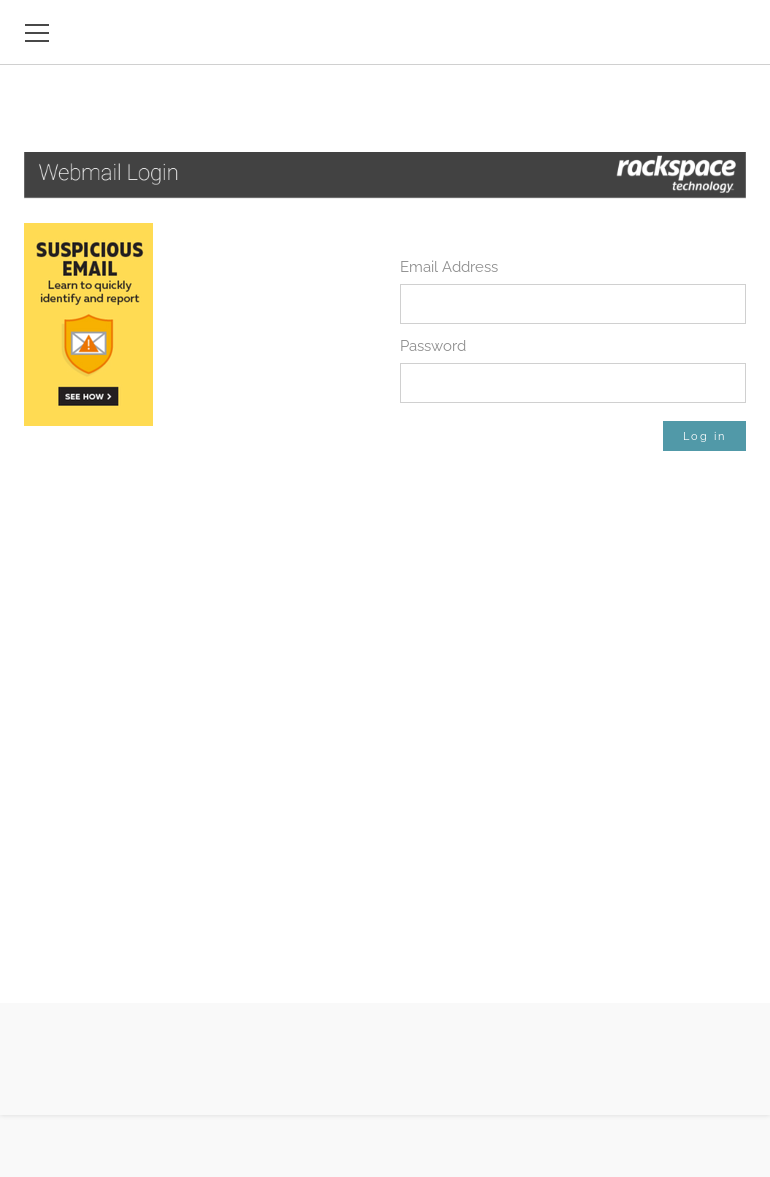 Webmail Login
rackspace
technology.
SUSPICIOUS
EMAIL
Learn to quickly
identify and report
SEE HOW
Email Address
Password
Log in